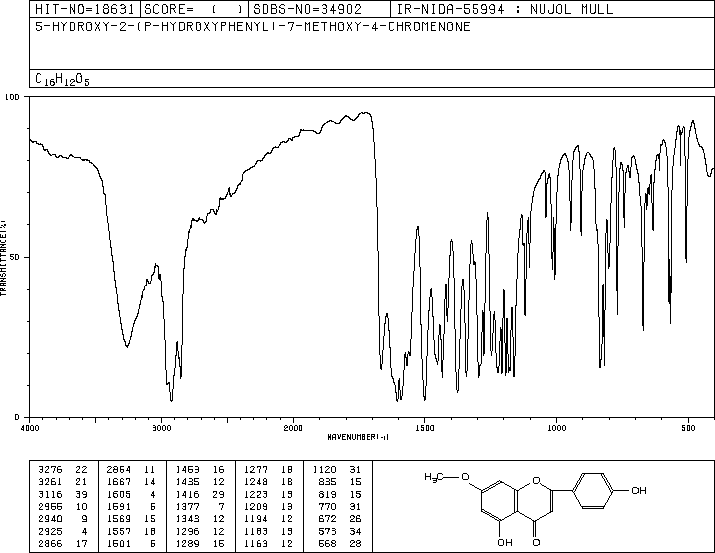 HIT-NO=18631 SCORE= ( ) SDBS-NO=34902 IR-NIDA-55994 : NUJOL MULL
5-HYDROXY-2-(P-HYDROXYPHENYL)-7-METHOXY-4-CHROMENONE
C16H12O5
100
50
0
TRANSMITTANCE(%)
4000 3000 2000 1500 1000 500
WAVENUMBER(-1)
3276 22 2854 11 16 1277 18 1120 31
3261 21 1667 14 1435 12 1248 18 835 15
3116 39 1605 4 1416 29 1223 13 819 15
2955 10 1591 5 1377 7 1209 13 770 31
2940 9 1569 15 1343 12 1194 12 672 26
2925 4 1557 18 1296 12 1183 13 573 34
2866 17 1501 5 1289 15 1163 12 568 28
H3C O O OH
OH O